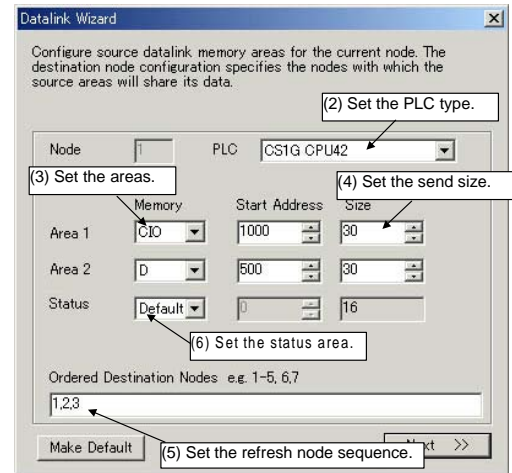 Datalink Wizard
Configure source datalink memory areas for the current node. The
destination node configuration specifies the nodes with which the
source areas will share its data.
(2) Set the PLC type.
Node 1 PLC CS1G CPU42
(3) Set the areas.
(4) Set the send size.
Memory Start Address Size
Area 1 CIO 1000 30
Area 2 D 500 30
Status Default 0 16
(6) Set the status area.
Ordered Destination Nodes e.g. 1-5, 6,7
1,2,3
Make Default
(5) Set the refresh node sequence.
>>